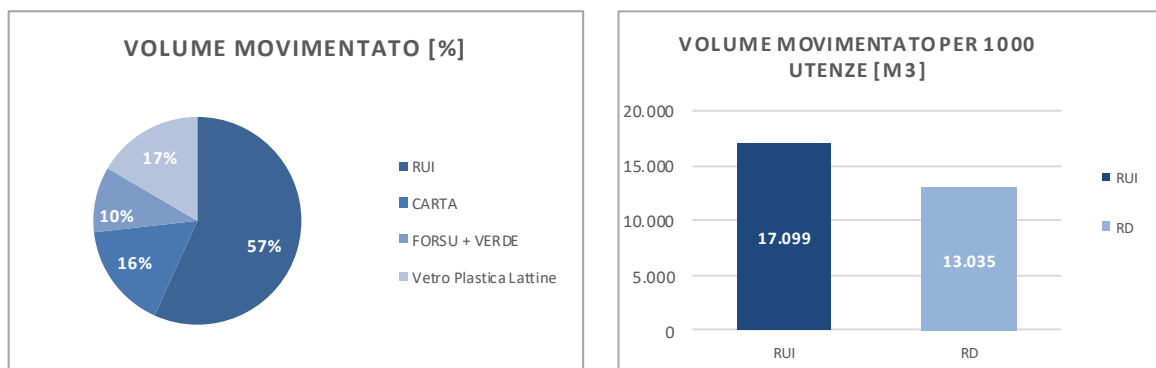 VOLUME MOVIMENTATO [%]
17%
10%
16%
57%
RUI
CARTA
FORSU + VERDE
Vetro Plastica Lattine
VOLUME MOVIMENTATO PER 1000
UTENZE [M3]
20.000
15.000
10.000
5.000
0
17.099
13.035
RUI
RD
RUI
RD